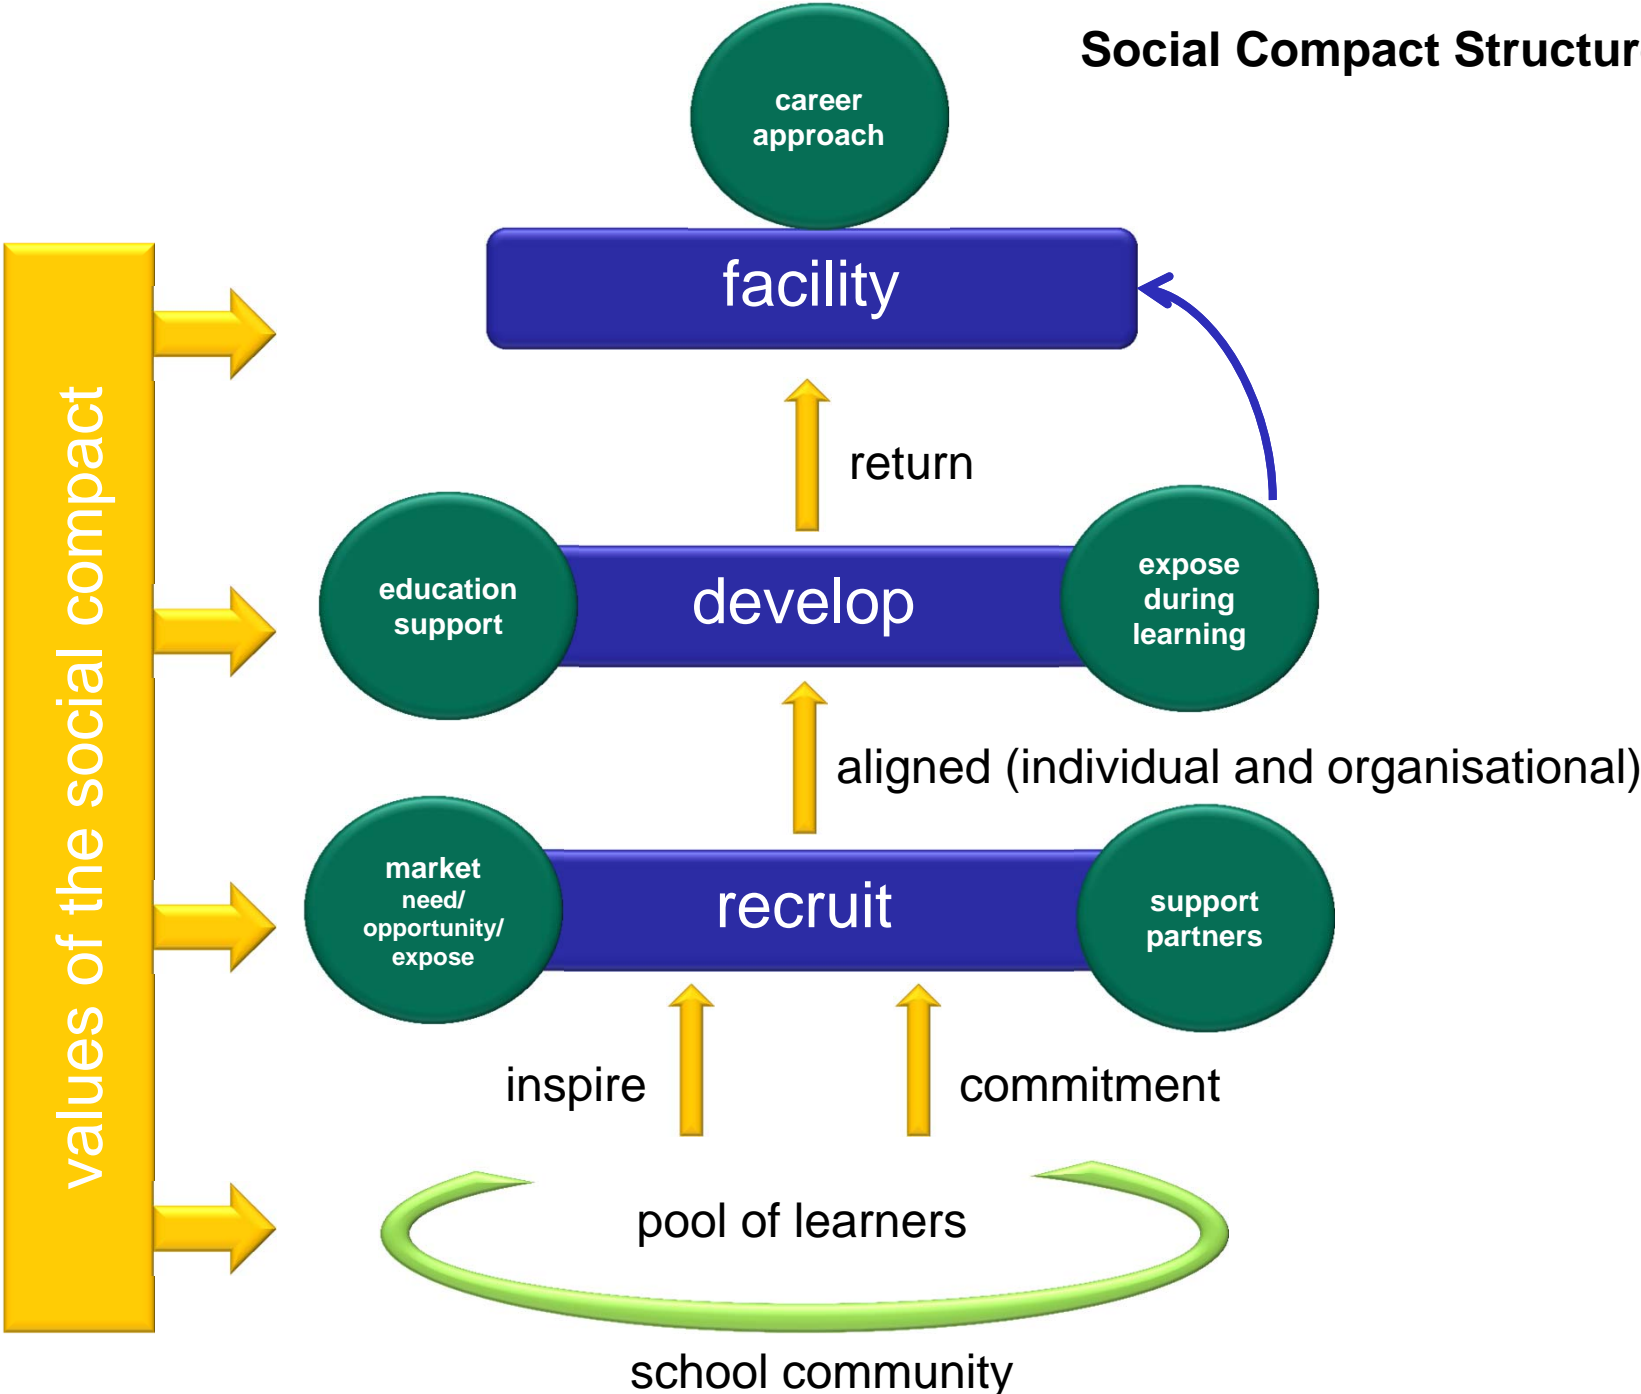 Social Compact Structur
career
approach
facility
return
education
support
develop
expose
during
learning
aligned (individual and organisational)
market
need/
opportunity/
expose
recruit
support
partners
inspire
commitment
pool of learners
school community
values of the social compact